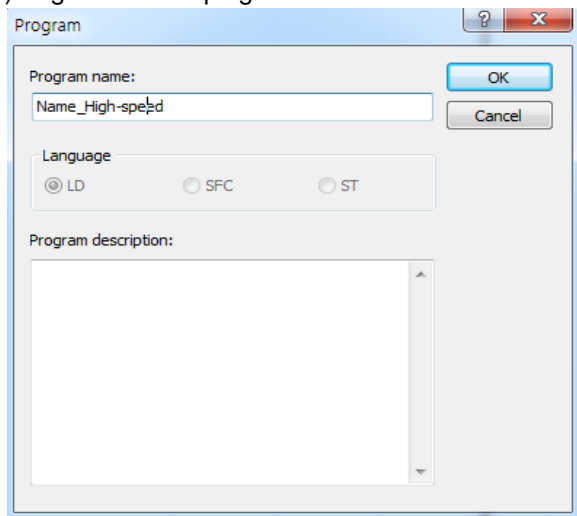 Program
Program name:
OK
Name_High-speed
Cancel
Language
LD SFC ST
Program description: